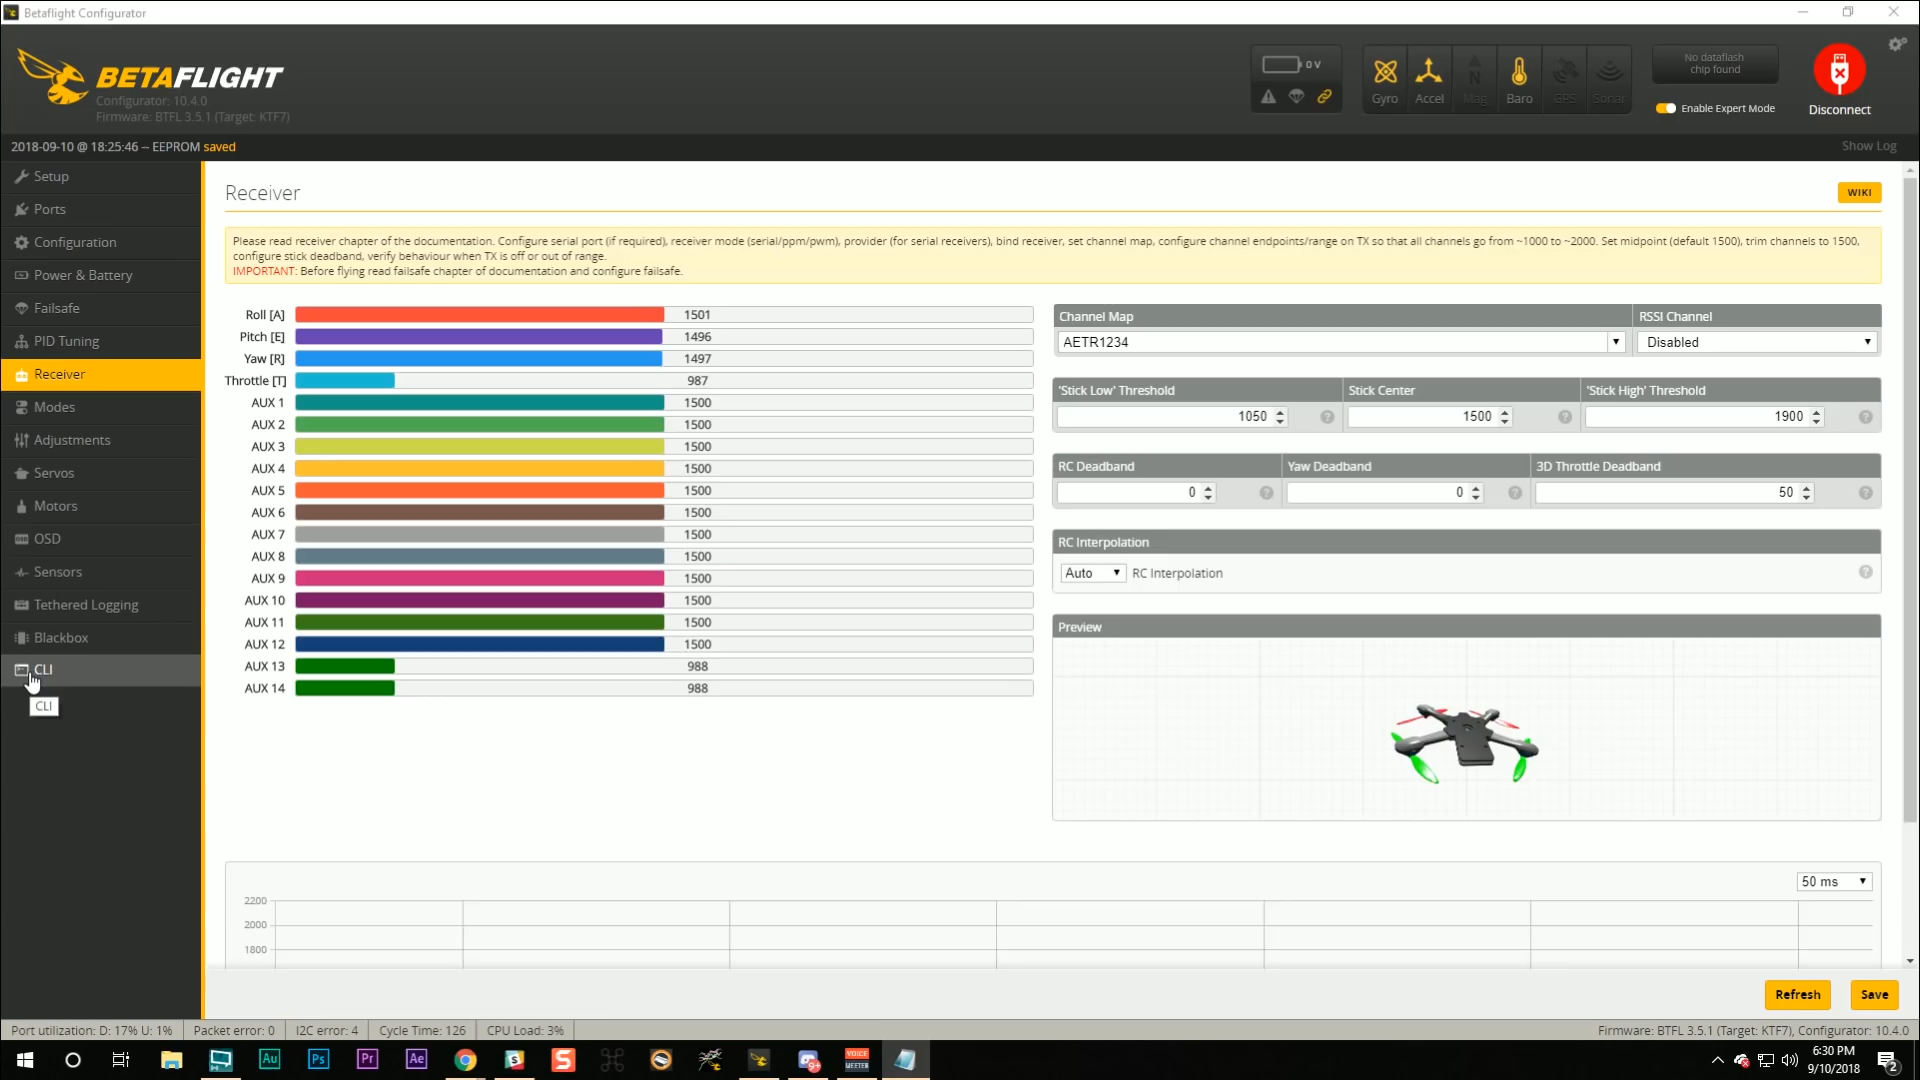 Betaflight Configurator
BETAFLIGHT
Configurator: 10.4.0
Firmware: BTFL 3.5.1 (Target: KTF7)
0 V
Gyro
Accel
Mag
Baro
GPS
Sonar
No dataflash
chip found
Enable Expert Mode
Disconnect
2018-09-10 @ 18:25:46 -- EEPROM saved
Show Log
Setup
Ports
Configuration
Power & Battery
Failsafe
PID Tuning
Receiver
Modes
Adjustments
Servos
Motors
OSD
Sensors
Tethered Logging
Blackbox
CLI
CLI
Receiver
WIKI
Please read receiver chapter of the documentation. Configure serial port (if required), receiver mode (serial/ppm/pwm), provider (for serial receivers), bind receiver, set channel map, configure channel endpoints/range on TX so that all channels go from ~1000 to ~2000. Set midpoint (default 1500), trim channels to 1500,
configure stick deadband, verify behaviour when TX is off or out of range.
IMPORTANT: Before flying read failsafe chapter of documentation and configure failsafe.
Roll [A] 1501
Pitch [E] 1496
Yaw [R] 1497
Throttle [T] 987
AUX 1 1500
AUX 2 1500
AUX 3 1500
AUX 4 1500
AUX 5 1500
AUX 6 1500
AUX 7 1500
AUX 8 1500
AUX 9 1500
AUX 10 1500
AUX 11 1500
AUX 12 1500
AUX 13 988
AUX 14 988
Channel Map RSSI Channel
AETR1234 Disabled
'Stick Low' Threshold Stick Center 'Stick High' Threshold
1050 ? 1500 ? 1900 ?
RC Deadband Yaw Deadband 3D Throttle Deadband
0 ? 0 ? 50 ?
RC Interpolation
Auto RC Interpolation ?
Preview
50 ms
2200
2000
1800
Refresh Save
Port utilization: D: 17% U: 1% Packet error: 0 I2C error: 4 Cycle Time: 126 CPU Load: 3% Firmware: BTFL 3.5.1 (Target: KTF7), Configurator: 10.4.0
Au
Ps
Pr
Ae
S
S
9+
VOICE
MEETER
6:30 PM
9/10/2018
2